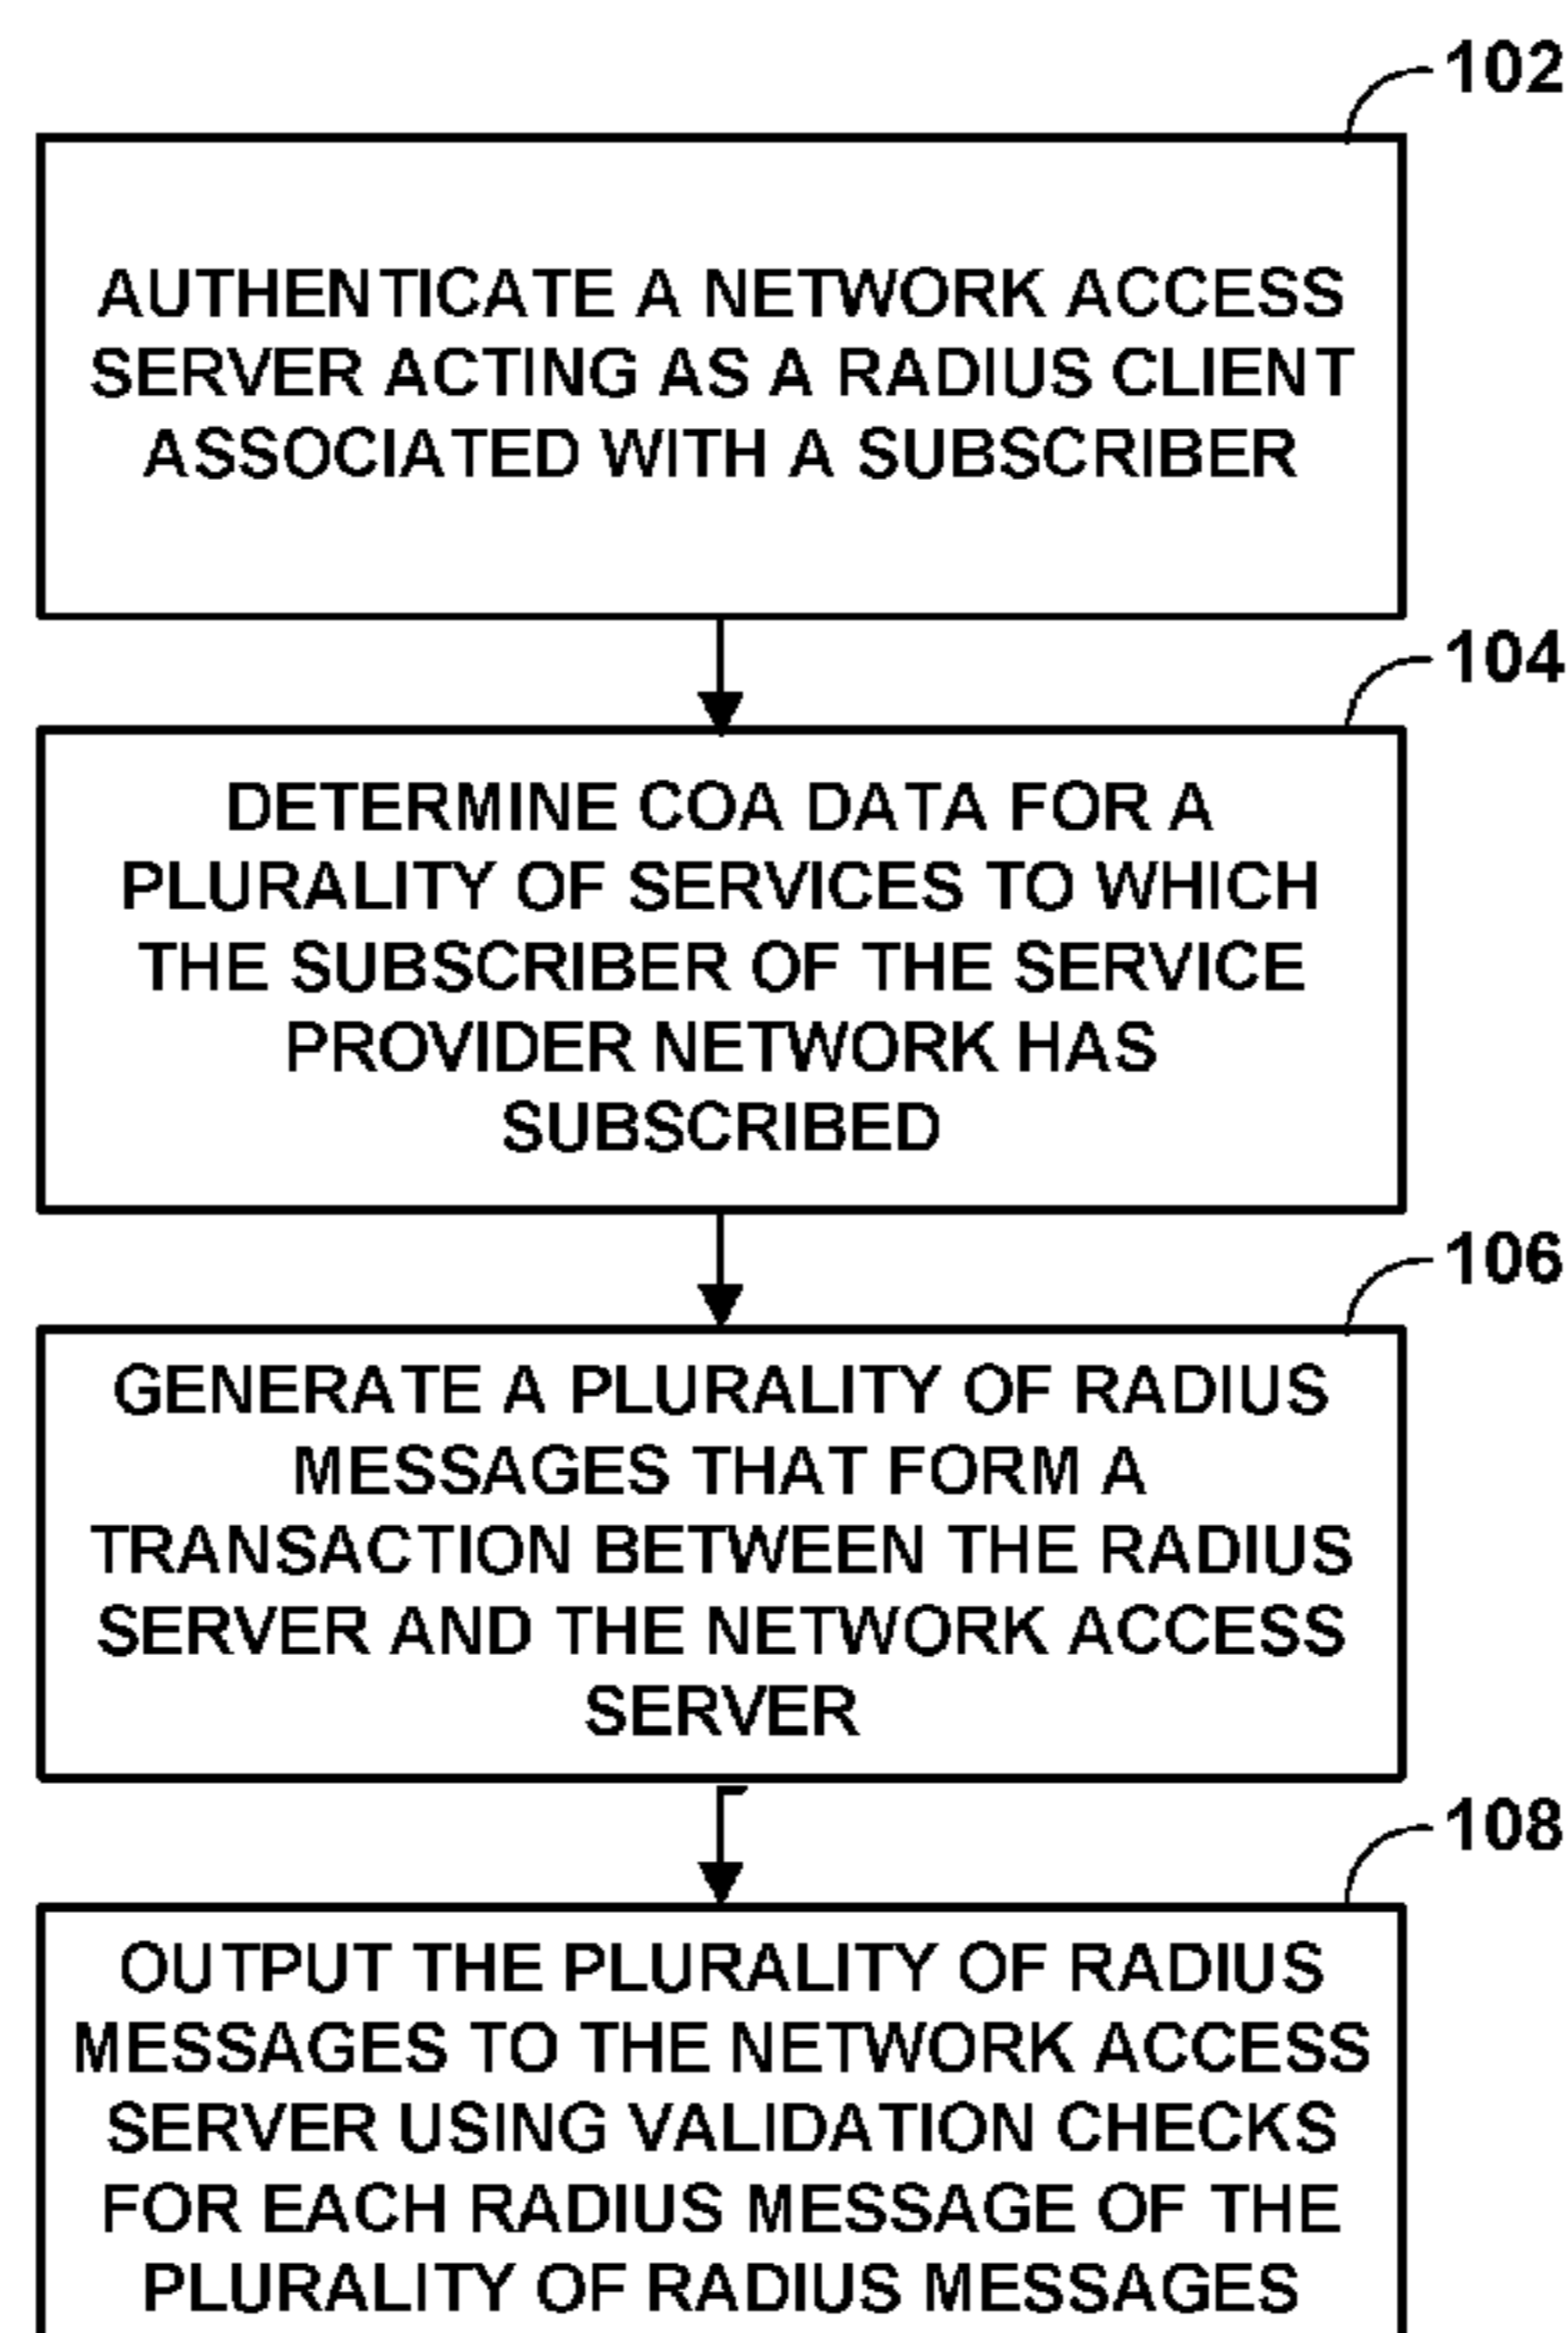 102
AUTHENTICATE A NETWORK ACCESS
SERVER ACTING AS A RADIUS CLIENT
ASSOCIATED WITH A SUBSCRIBER
104
DETERMINE COA DATA FOR A
PLURALITY OF SERVICES TO WHICH
THE SUBSCRIBER OF THE SERVICE
PROVIDER NETWORK HAS
SUBSCRIBED
106
GENERATE A PLURALITY OF RADIUS
MESSAGES THAT FORM A
TRANSACTION BETWEEN THE RADIUS
SERVER AND THE NETWORK ACCESS
SERVER
108
OUTPUT THE PLURALITY OF RADIUS
MESSAGES TO THE NETWORK ACCESS
SERVER USING VALIDATION CHECKS
FOR EACH RADIUS MESSAGE OF THE
PLURALITY OF RADIUS MESSAGES